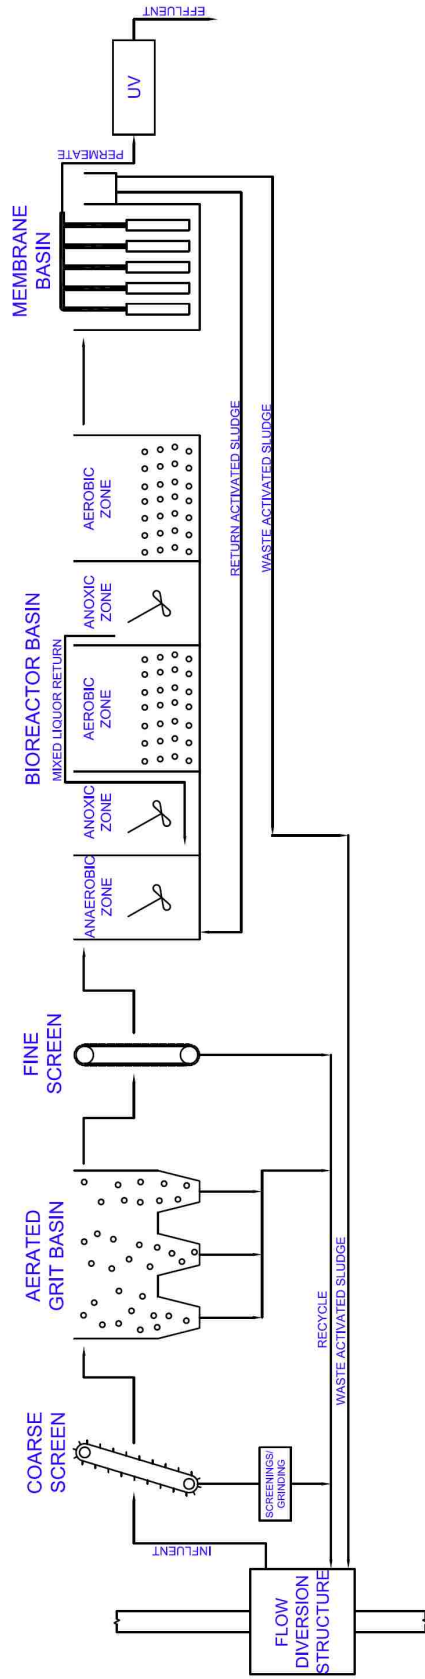 FLOW
DIVERSION
STRUCTURE
INFLUENT
COARSE
SCREEN
SCREENINGS/
GRINDING
AERATED
GRIT BASIN
RECYCLE
WASTE ACTIVATED SLUDGE
FINE
SCREEN
BIOREACTOR BASIN
MIXED LIQUOR RETURN
ANAEROBIC
ZONE
ANOXIC
ZONE
AEROBIC
ZONE
ANOXIC
ZONE
AEROBIC
ZONE
RETURN ACTIVATED SLUDGE
WASTE ACTIVATED SLUDGE
MEMBRANE
BASIN
PERMEATE
UV
EFFLUENT